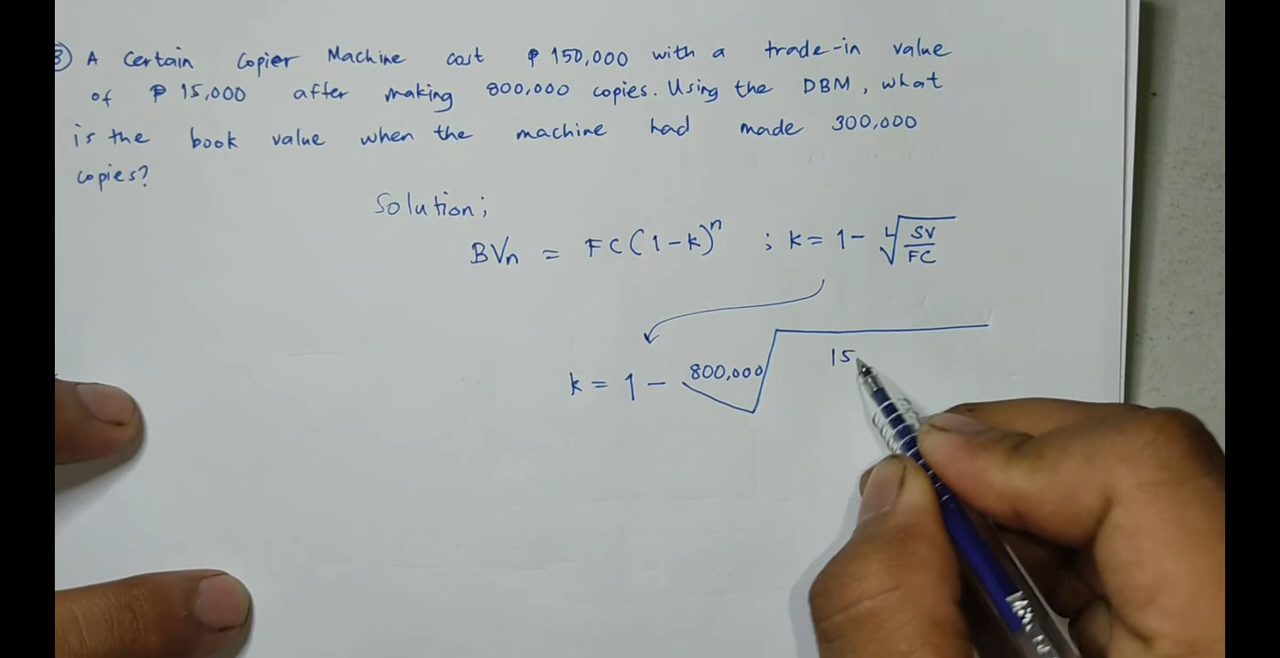 3) A certain copier Machine cost ₱ 150,000 with a trade-in value
of ₱ 15,000 after making 800,000 copies. Using the DBM, what
is the book value when the machine had made 300,000
copies?
Solution;
BVn = FC(1-k)^n ; k = 1 - ᴸ√(SV/FC)
k = 1 - ⁸⁰⁰,⁰⁰⁰√15